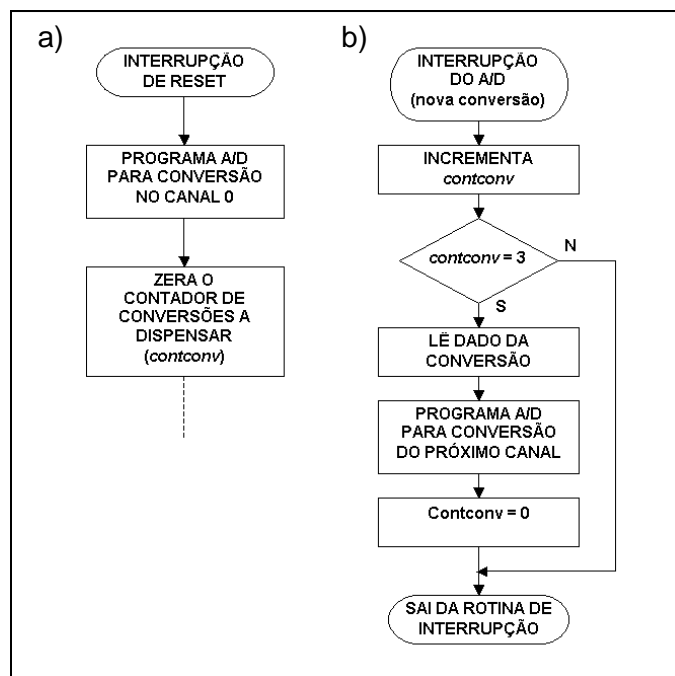 a)
INTERRUPÇÃO
DE RESET
PROGRAMA A/D
PARA CONVERSÃO
NO CANAL 0
ZERA O
CONTADOR DE
CONVERSÕES A
DISPENSAR
(contconv)
b)
INTERRUPÇÃO
DO A/D
(nova conversão)
INCREMENTA
contconv
contconv = 3
N
S
LÊ DADO DA
CONVERSÃO
PROGRAMA A/D
PARA CONVERSÃO
DO PRÓXIMO CANAL
Contconv = 0
SAI DA ROTINA DE
INTERRUPÇÃO